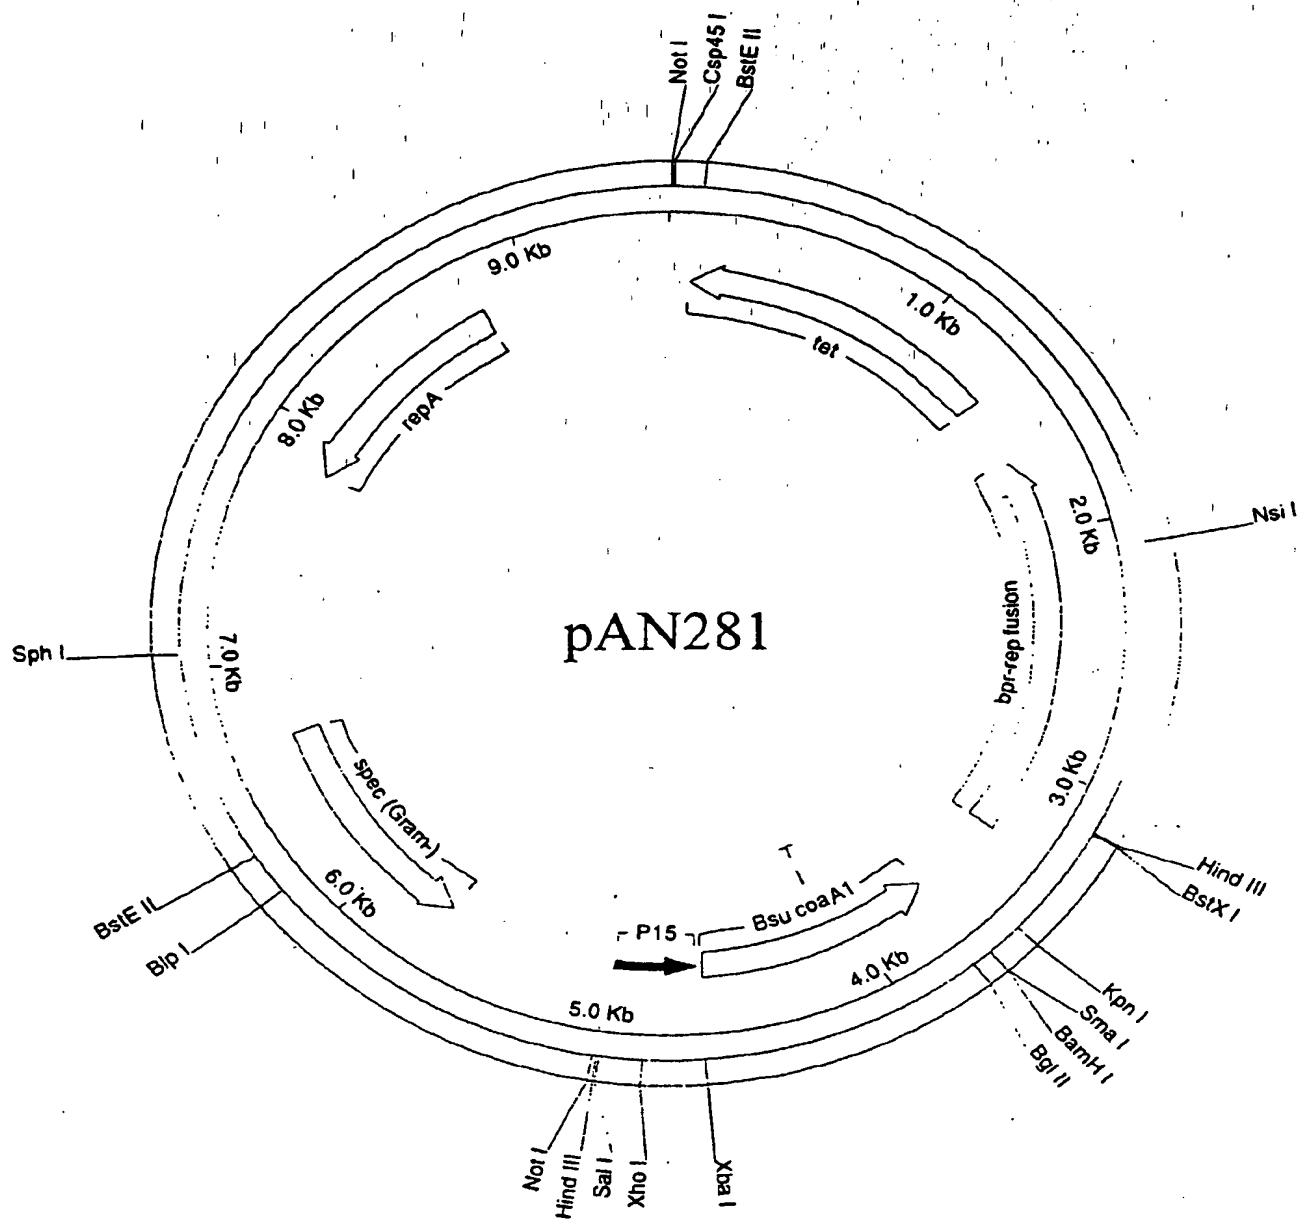 Not I
Csp45 I
BstE II
9.0 Kb
1.0 Kb
tet
repA
8.0 Kb
2.0 Kb
Nsi I
bpr-rep fusion
pAN281
Sph I
7.0 Kb
spec (Gram-)
3.0 Kb
Hind III
BstX I
6.0 Kb
BstE II
Blp I
P15
Bsu coaA1
4.0 Kb
Kpn I
Sma I
BamH I
Bgl II
5.0 Kb
Not I
Hind III
Sal I
Xho I
Xba I